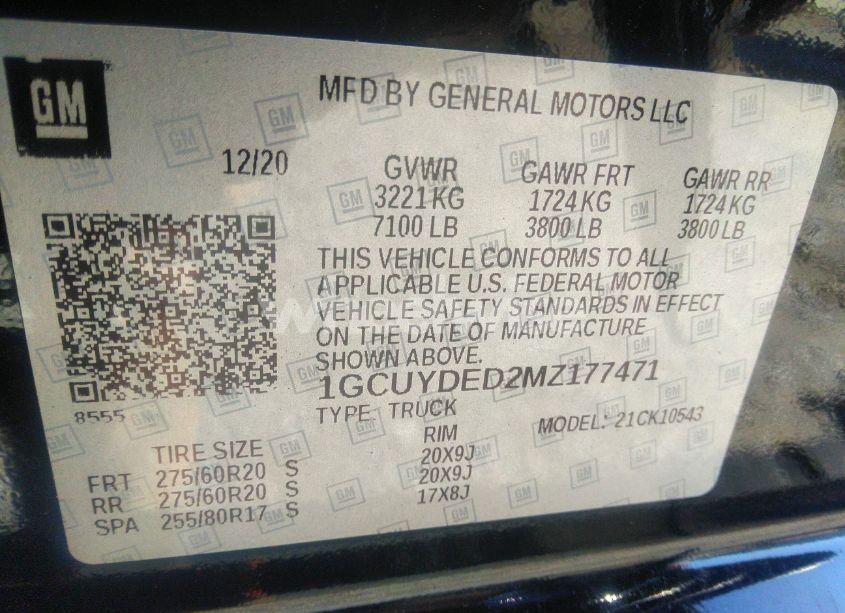 GM
MFD BY GENERAL MOTORS LLC
12/20 GVWR GAWR FRT GAWR RR
3221 KG 1724 KG 1724 KG
7100 LB 3800 LB 3800 LB
THIS VEHICLE CONFORMS TO ALL
APPLICABLE U.S. FEDERAL MOTOR
VEHICLE SAFETY STANDARDS IN EFFECT
ON THE DATE OF MANUFACTURE
SHOWN ABOVE.
1GCUYDED2MZ177471
8555
TYPE: TRUCK MODEL: 21CK10543
TIRE SIZE RIM
FRT 275/60R20 S 20X9J
RR 275/60R20 S 20X9J
SPA 255/80R17 S 17X8J